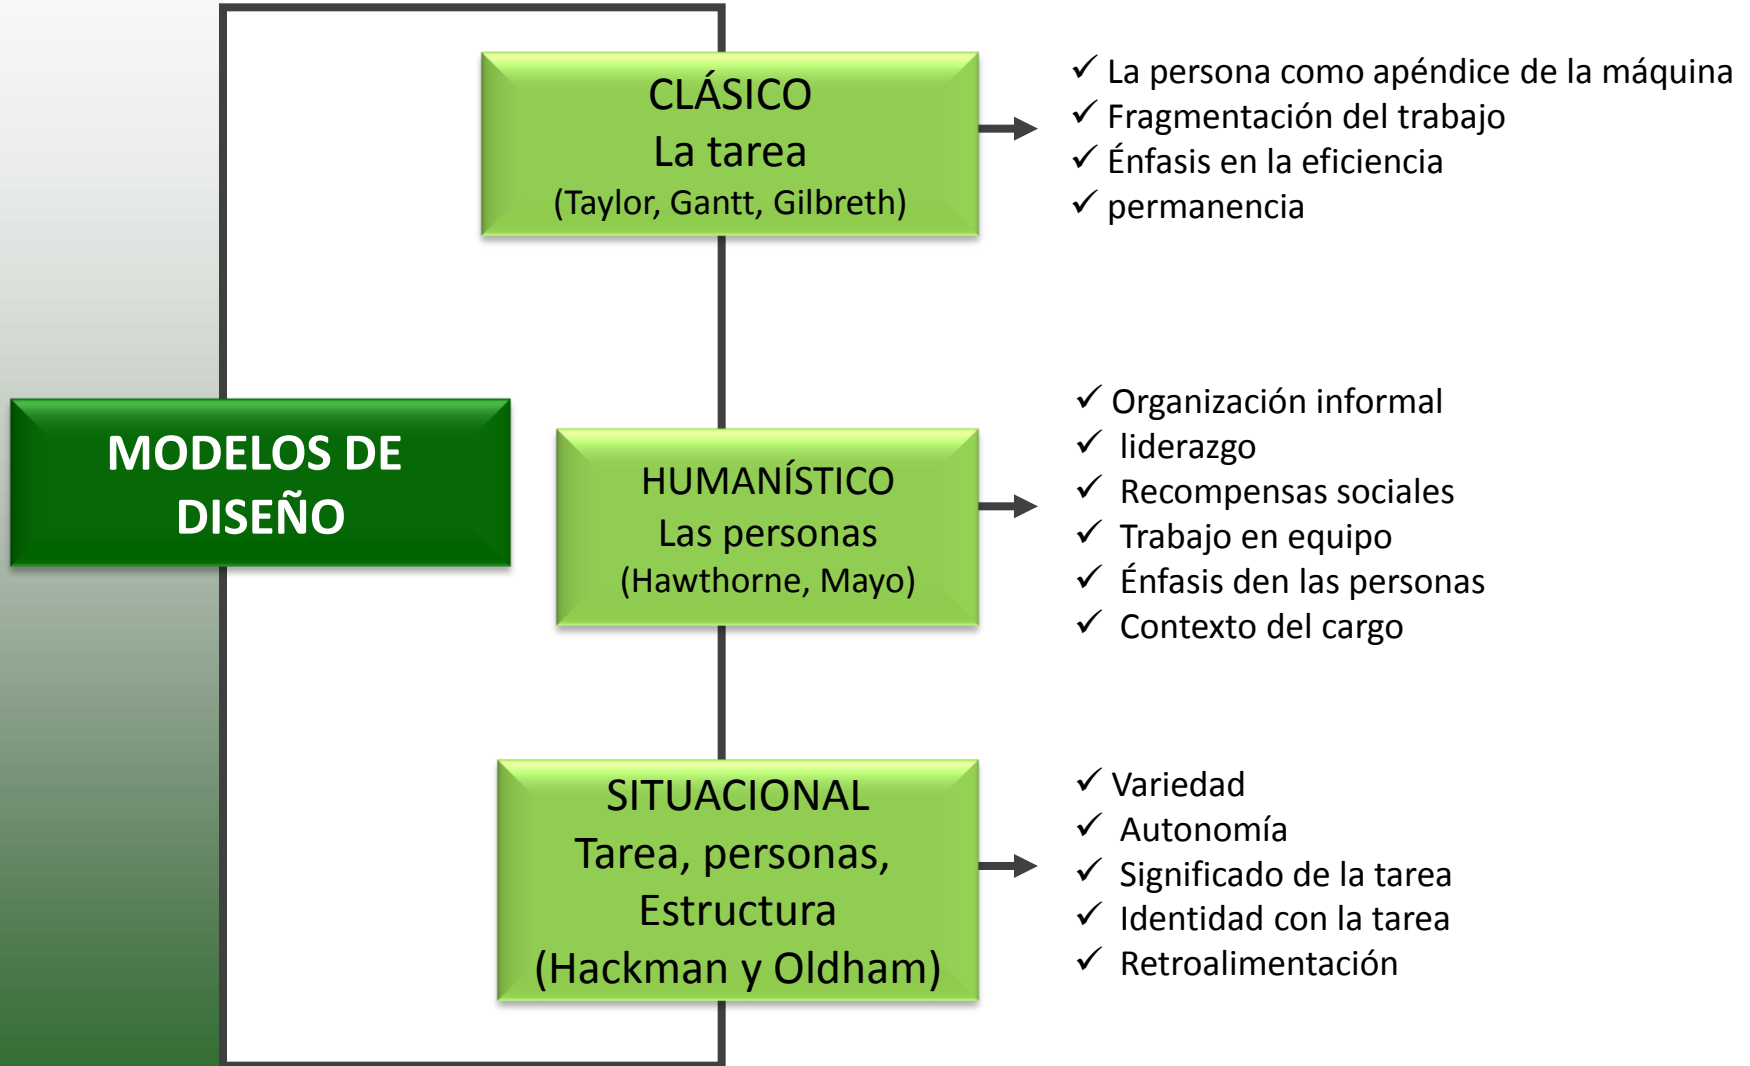 MODELOS DE
DISEÑO
CLÁSICO
La tarea
(Taylor, Gantt, Gilbreth)
✓ La persona como apéndice de la máquina
✓ Fragmentación del trabajo
✓ Énfasis en la eficiencia
✓ permanencia
HUMANÍSTICO
Las personas
(Hawthorne, Mayo)
✓ Organización informal
✓ liderazgo
✓ Recompensas sociales
✓ Trabajo en equipo
✓ Énfasis den las personas
✓ Contexto del cargo
SITUACIONAL
Tarea, personas,
Estructura
(Hackman y Oldham)
✓ Variedad
✓ Autonomía
✓ Significado de la tarea
✓ Identidad con la tarea
✓ Retroalimentación